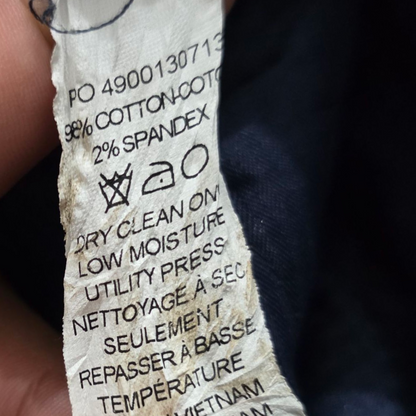 PO 4900130713
98% COTTON-COTO
2% SPANDEX
DRY CLEAN ON
LOW MOISTURE
UTILITY PRESS
NETTOYAGE À SEC
SEULEMENT
REPASSER À BASSE
TEMPÉRATURE
VIETNAM